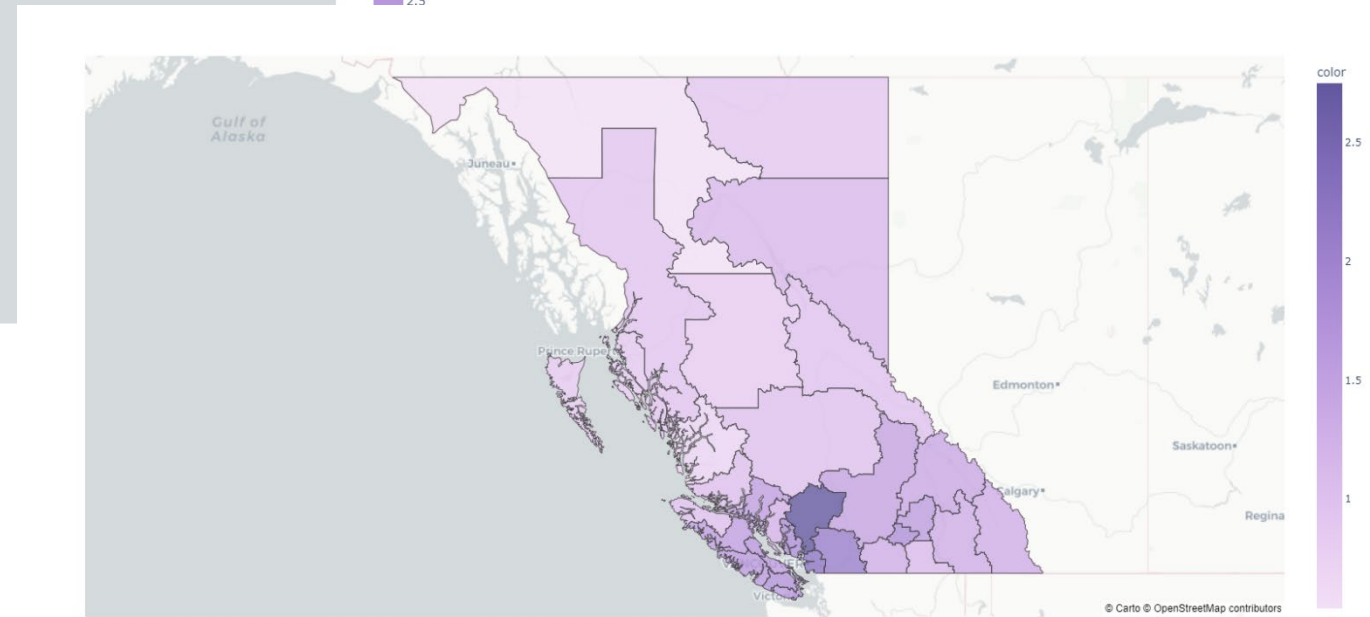 2.5
color
Gulf of
Alaska
Juneau
2.5
2
Prince Rupe
Edmonton
1.5
Saskatoon
Calgary
1
Regina
VER
Victo
© Carto © OpenStreetMap contributors